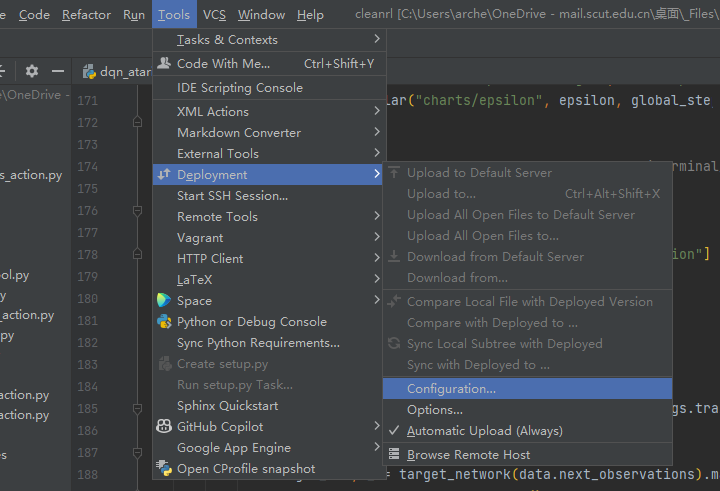 Code Refactor Run Tools VCS Window Help cleanrl [C:\Users\arche\OneDrive - mail.scut.edu.cn\桌面\_Files\
dqn_atar
e\OneDrive -
s_action.py
ool.py
y
_action.py
py
action.py
action.py
es
171
172
173
174
175
176
177
178
179
180
181
182
183
184
185
186
187
188
lar("charts/epsilon", epsilon, global_ste
erminal
ion"]
gs.tra
= target_network(data.next_observations).m
Tasks & Contexts
Code With Me... Ctrl+Shift+Y
IDE Scripting Console
XML Actions
Markdown Converter
External Tools
Deployment
Start SSH Session...
Remote Tools
Vagrant
HTTP Client
LaTeX
Space
Python or Debug Console
Sync Python Requirements...
Create setup.py
Run setup.py Task...
Sphinx Quickstart
GitHub Copilot
Google App Engine
Open CProfile snapshot
Upload to Default Server
Upload to... Ctrl+Alt+Shift+X
Upload All Open Files to Default Server
Upload All Open Files to...
Download from Default Server
Download from...
Compare Local File with Deployed Version
Compare with Deployed to ...
Sync Local Subtree with Deployed
Sync with Deployed to ...
Configuration...
Options...
Automatic Upload (Always)
Browse Remote Host